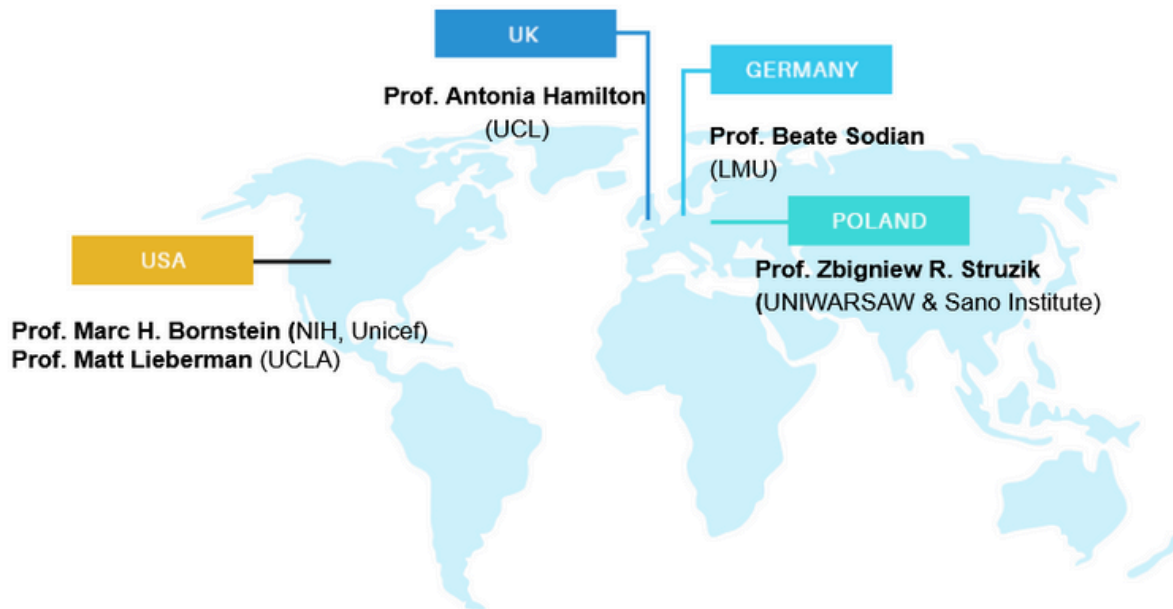 UK
Prof. Antonia Hamilton
(UCL)
GERMANY
Prof. Beate Sodian
(LMU)
POLAND
Prof. Zbigniew R. Struzik
(UNIWARSAW & Sano Institute)
USA
Prof. Marc H. Bornstein (NIH, Unicef)
Prof. Matt Lieberman (UCLA)